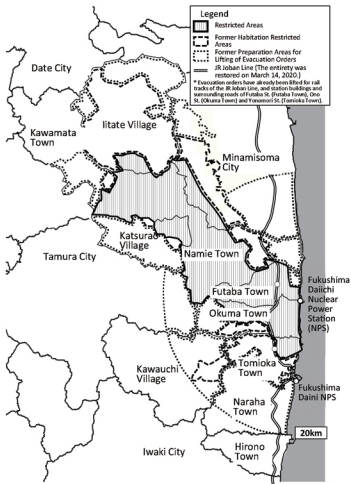 Legend
Restricted Areas
Former Habitation Restricted
Areas
Former Preparation Areas for
Lifting of Evacuation Orders
JR Joban Line (The entirety was
restored on March 14, 2020.)
* Evacuation orders have already been lifted for rail
tracks of the JR Joban Line, and station buildings and
surrounding roads of Futaba St. (Futaba Town), Ono
St. (Okuma Town) and Yonomori St. (Tomioka Town).
Date City
Iitate Village
Kawamata
Town
Minamisoma
City
Katsurao
Village
Tamura City
Namie Town
Futaba Town
Okuma Town
Fukushima
Daiichi
Nuclear
Power
Station
(NPS)
Kawauchi
Village
Tomioka
Town
Fukushima
Daini NPS
Naraha
Town
20km
Hirono
Town
Iwaki City